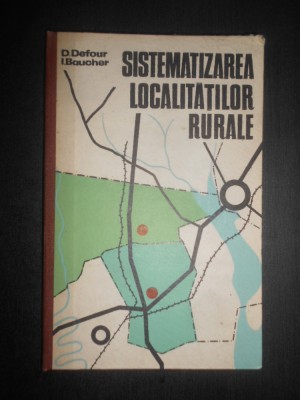 D. Defour
I. Baucher
SISTEMATIZAREA
LOCALITĂȚILOR
RURALE